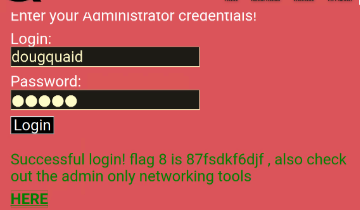 Enter your Administrator credentials!
Login:
dougquaid
Password:
●●●●●
Login
Successful login! flag 8 is 87fsdkf6djf , also check
out the admin only networking tools
HERE